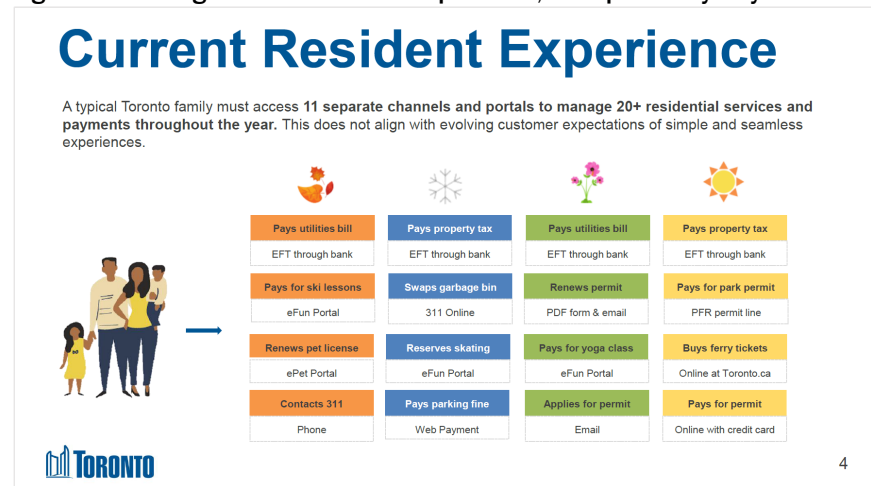 Current Resident Experience
A typical Toronto family must access 11 separate channels and portals to manage 20+ residential services and
payments throughout the year. This does not align with evolving customer expectations of simple and seamless
experiences.
Pays utilities bill
EFT through bank
Pays for ski lessons
eFun Portal
Renews pet license
ePet Portal
Contacts 311
Phone
Pays property tax
EFT through bank
Swaps garbage bin
311 Online
Reserves skating
eFun Portal
Pays parking fine
Web Payment
Pays utilities bill
EFT through bank
Renews permit
PDF form & email
Pays for yoga class
eFun Portal
Applies for permit
Email
Pays property tax
EFT through bank
Pays for park permit
PFR permit line
Buys ferry tickets
Online at Toronto.ca
Pays for permit
Online with credit card
TORONTO
4